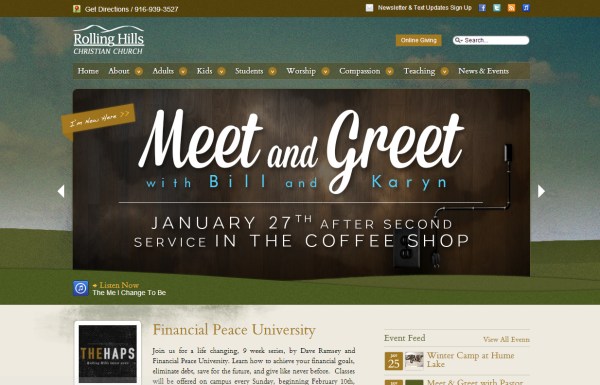 Get Directions / 916-939-3527
Newsletter & Text Updates Sign Up
Rolling Hills
CHRISTIAN CHURCH
Online Giving
Search...
Home About Adults Kids Students Worship Compassion Teaching News & Events
I'm New Here >>
Meet and Greet
with Bill and Karyn
JANUARY 27TH AFTER SECOND
SERVICE IN THE COFFEE SHOP
Listen Now
The Me I Change To Be
THEHAPS
Financial Peace University
Join us for a life changing, 9 week series, by Dave Ramsey and
Financial Peace University. Learn how to achieve your financial goals,
eliminate debt, save for the future, and give like never before. Classes
will be offered on campus every Sunday, beginning February 10th,
Event Feed
View All Events
25
Winter Camp at Hume
Lake
Meet & Greet with Pastor